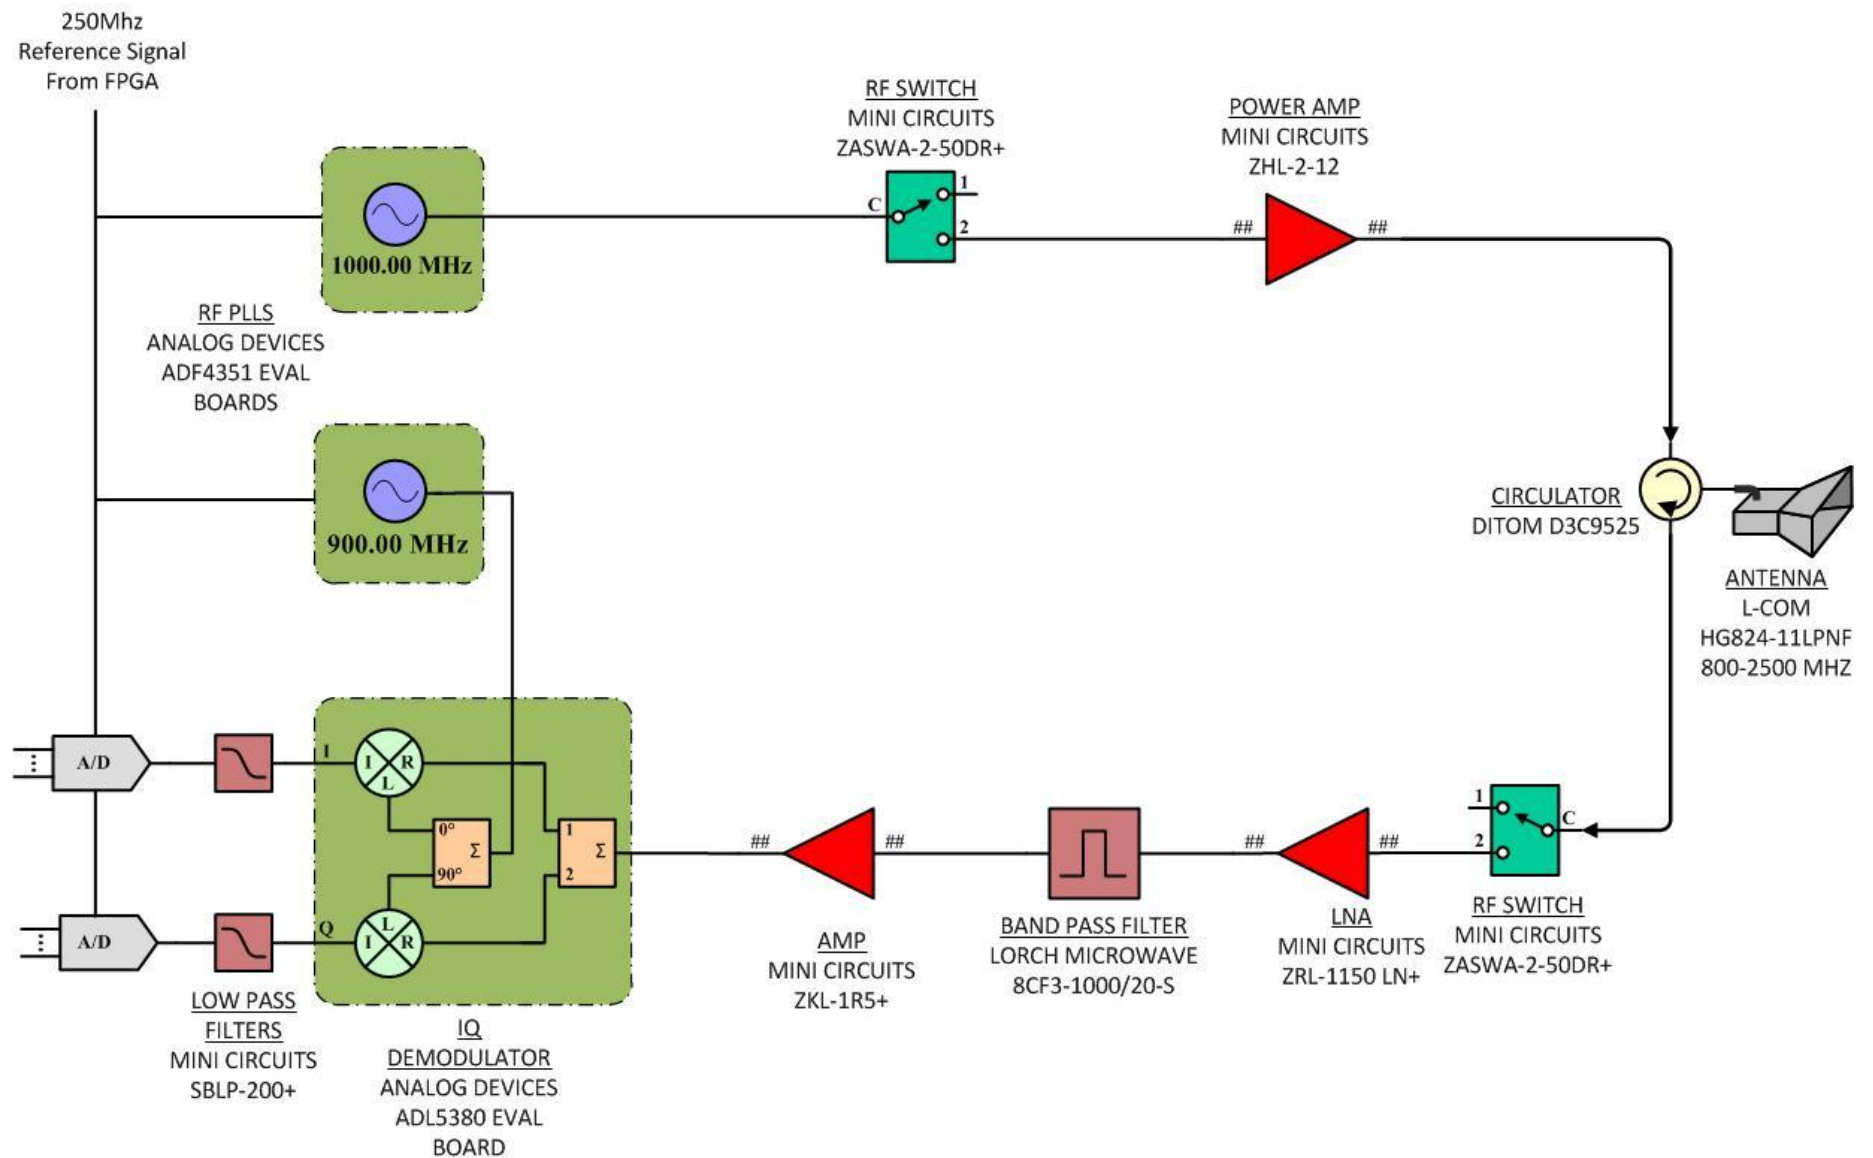 250Mhz
Reference Signal
From FPGA
RF SWITCH
MINI CIRCUITS
ZASWA-2-50DR+
1
C
2
POWER AMP
MINI CIRCUITS
ZHL-2-12
##
##
1000.00 MHz
RF PLLS
ANALOG DEVICES
ADF4351 EVAL
BOARDS
900.00 MHz
CIRCULATOR
DITOM D3C9525
ANTENNA
L-COM
HG824-11LPNF
800-2500 MHZ
A/D
I
I
R
L
0°
90°
Σ
1
2
Σ
A/D
Q
L
I
R
##
##
##
##
1
2
C
LOW PASS
FILTERS
MINI CIRCUITS
SBLP-200+
IQ
DEMODULATOR
ANALOG DEVICES
ADL5380 EVAL
BOARD
AMP
MINI CIRCUITS
ZKL-1R5+
BAND PASS FILTER
LORCH MICROWAVE
8CF3-1000/20-S
LNA
MINI CIRCUITS
ZRL-1150 LN+
RF SWITCH
MINI CIRCUITS
ZASWA-2-50DR+